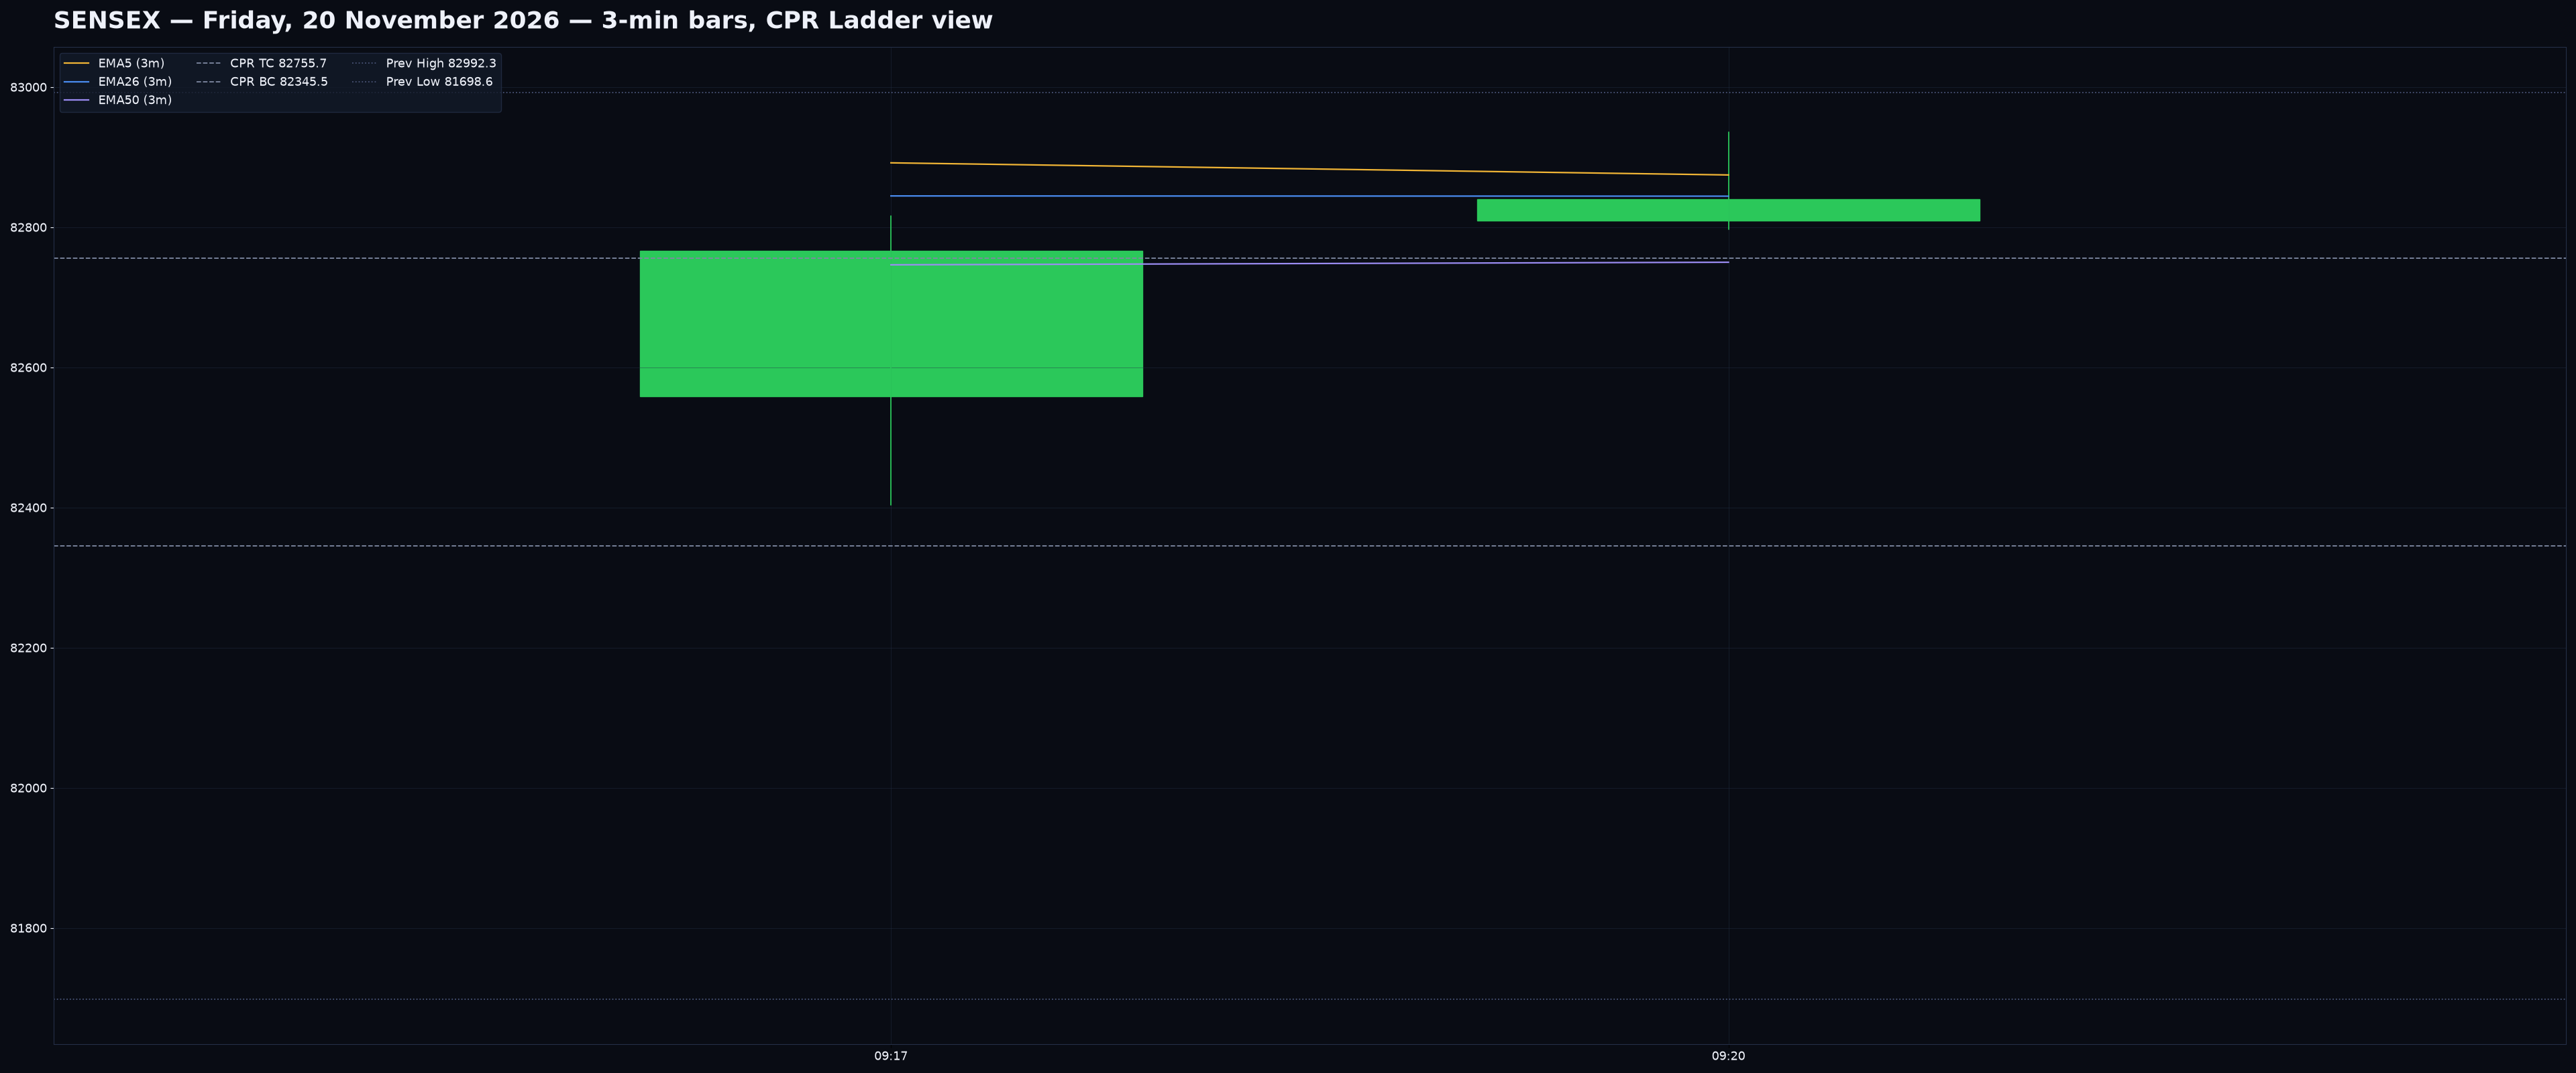 SENSEX — Friday, 20 November 2026 — 3-min bars, CPR Ladder view
EMA5 (3m)
EMA26 (3m)
EMA50 (3m)
CPR TC 82755.7
CPR BC 82345.5
Prev High 82992.3
Prev Low 81698.6
83000
82800
82600
82400
82200
82000
81800
09:17
09:20